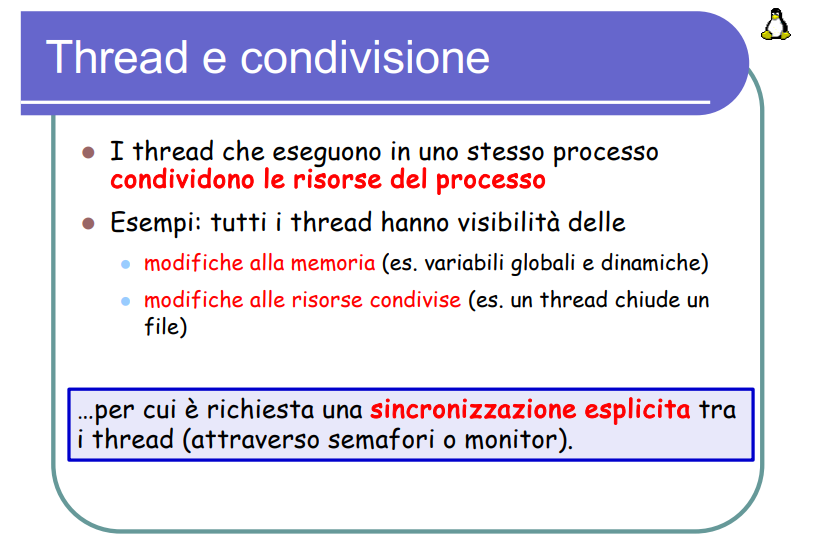 Thread e condivisione
I thread che eseguono in uno stesso processo
condividono le risorse del processo
Esempi: tutti i thread hanno visibilità delle
modifiche alla memoria (es. variabili globali e dinamiche)
modifiche alle risorse condivise (es. un thread chiude un
file)
…per cui è richiesta una sincronizzazione esplicita tra
i thread (attraverso semafori o monitor).